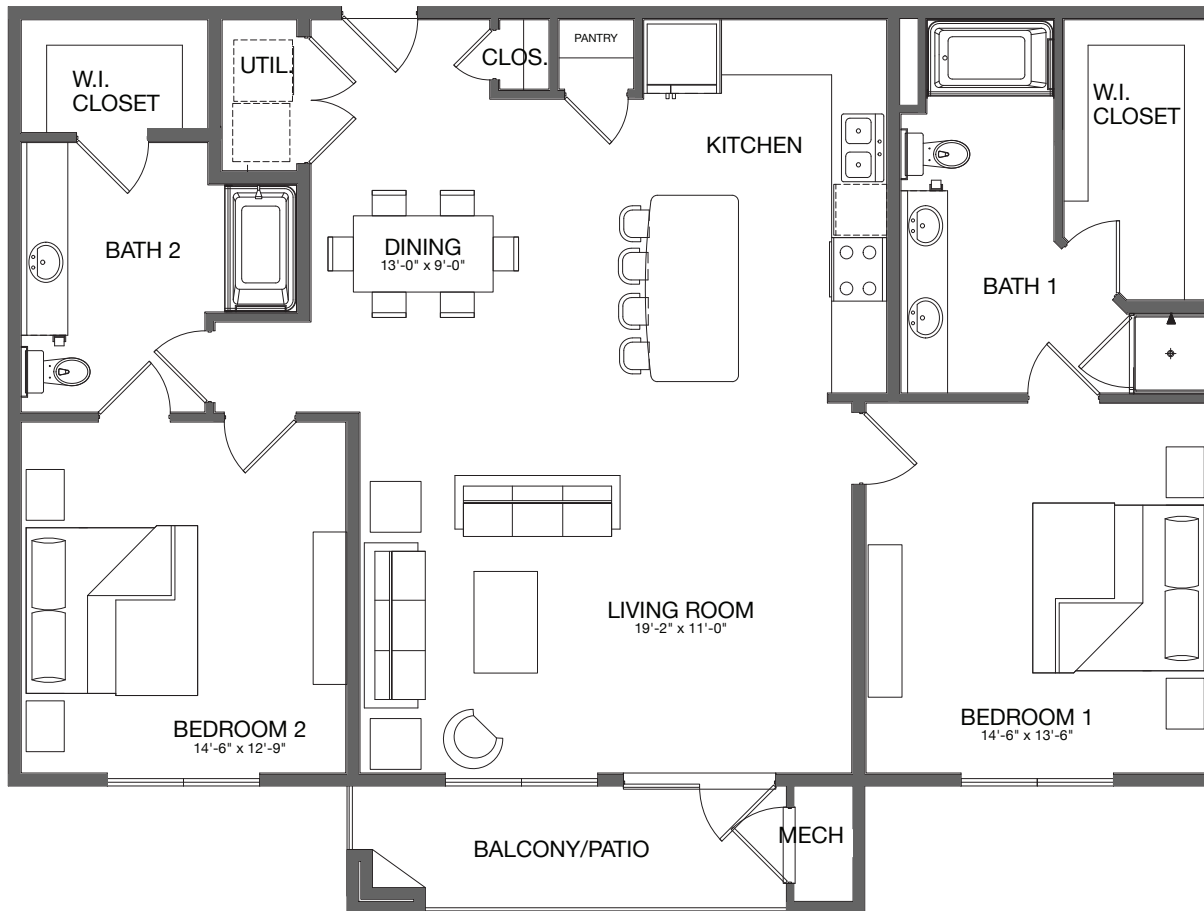 W.I.
CLOSET
UTIL.
CLOS.
PANTRY
KITCHEN
W.I.
CLOSET
BATH 2
DINING
13'-0" x 9'-0"
BATH 1
LIVING ROOM
19'-2" x 11'-0"
BEDROOM 2
14'-6" x 12'-9"
BEDROOM 1
14'-6" x 13'-6"
BALCONY/PATIO
MECH